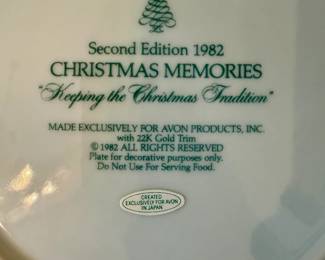 Second Edition 1982
CHRISTMAS MEMORIES
"Keeping the Christmas Tradition"
MADE EXCLUSIVELY FOR AVON PRODUCTS, INC.
with 22K Gold Trim
© 1982 ALL RIGHTS RESERVED
Plate for decorative purposes only.
Do Not Use For Serving Food.
CREATED
EXCLUSIVELY FOR AVON
IN JAPAN